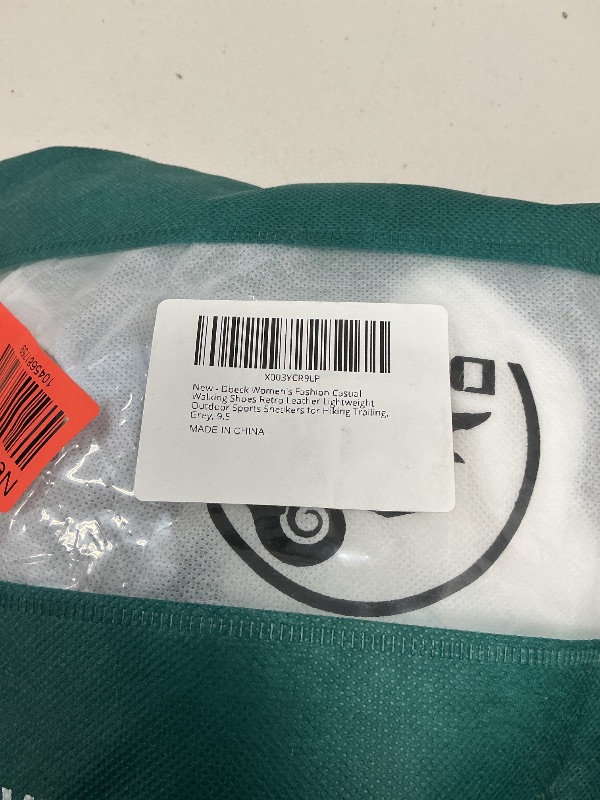 X003YCR9LP
New - Dbeck Women's Fashion Casual
Walking Shoes Retro Leather Lightweight
Outdoor Sports Sneakers for Hiking Trailing,
Grey, 9.5
MADE IN CHINA